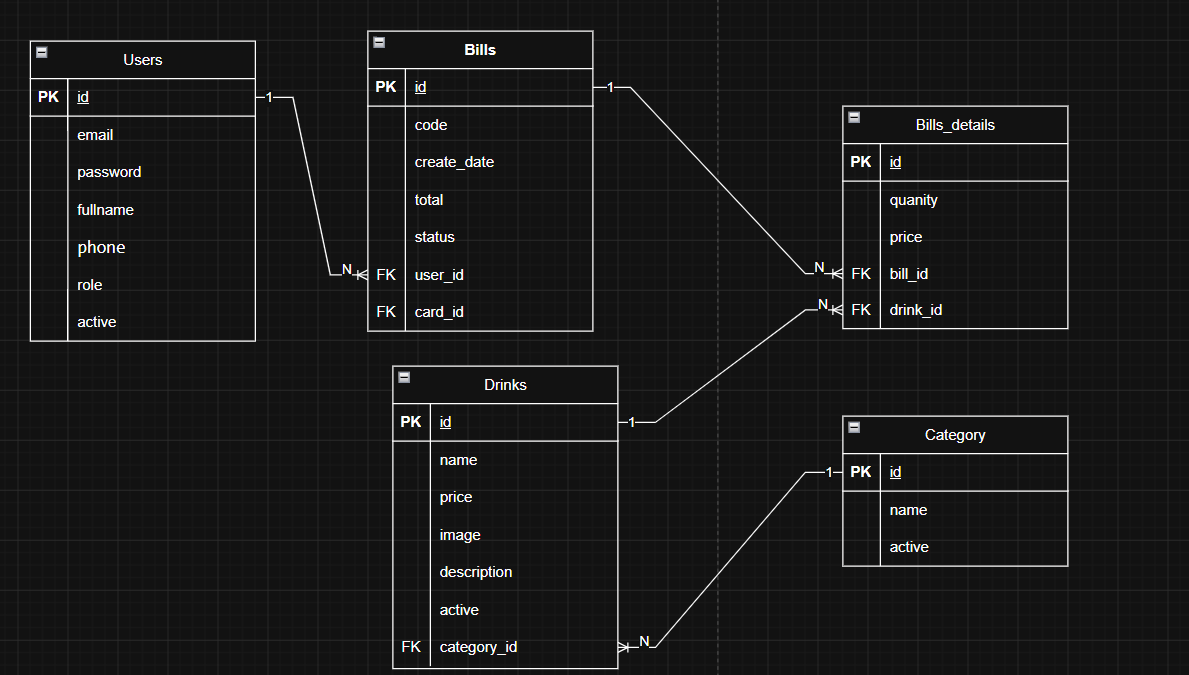 Users
PK id
email
password
fullname
phone
role
active
1
N
Bills
PK id
code
create_date
total
status
FK user_id
FK card_id
1
N
Bills_details
PK id
quanity
price
FK bill_id
FK drink_id
N
1
Drinks
PK id
name
price
image
description
active
FK category_id
N
1
Category
PK id
name
active